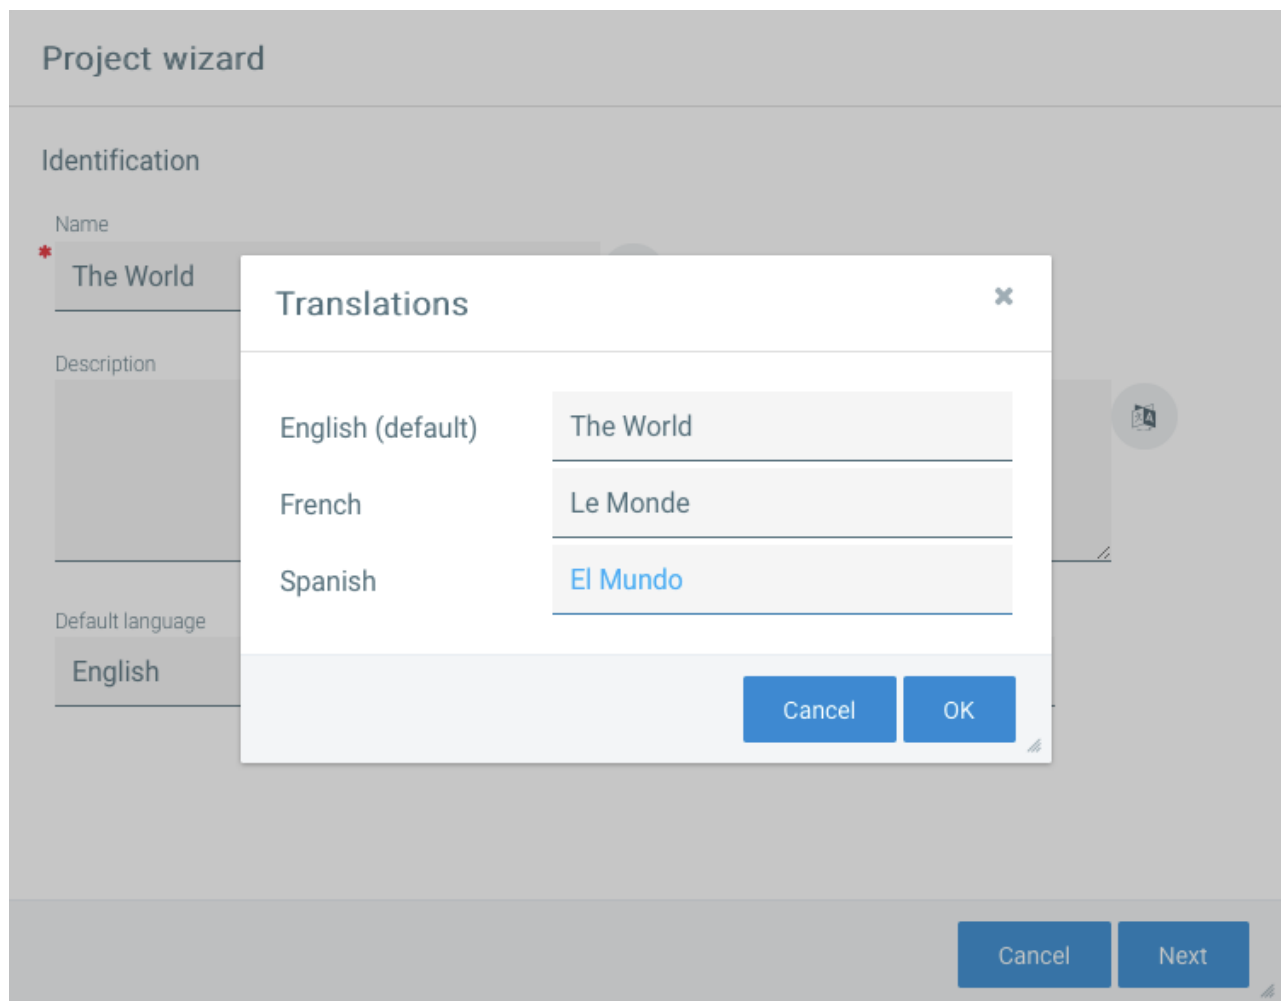 Project wizard
Identification
Name
* The World
Translations
Description
English (default) The World
French Le Monde
Spanish El Mundo
Default language
English
Cancel OK
Cancel Next